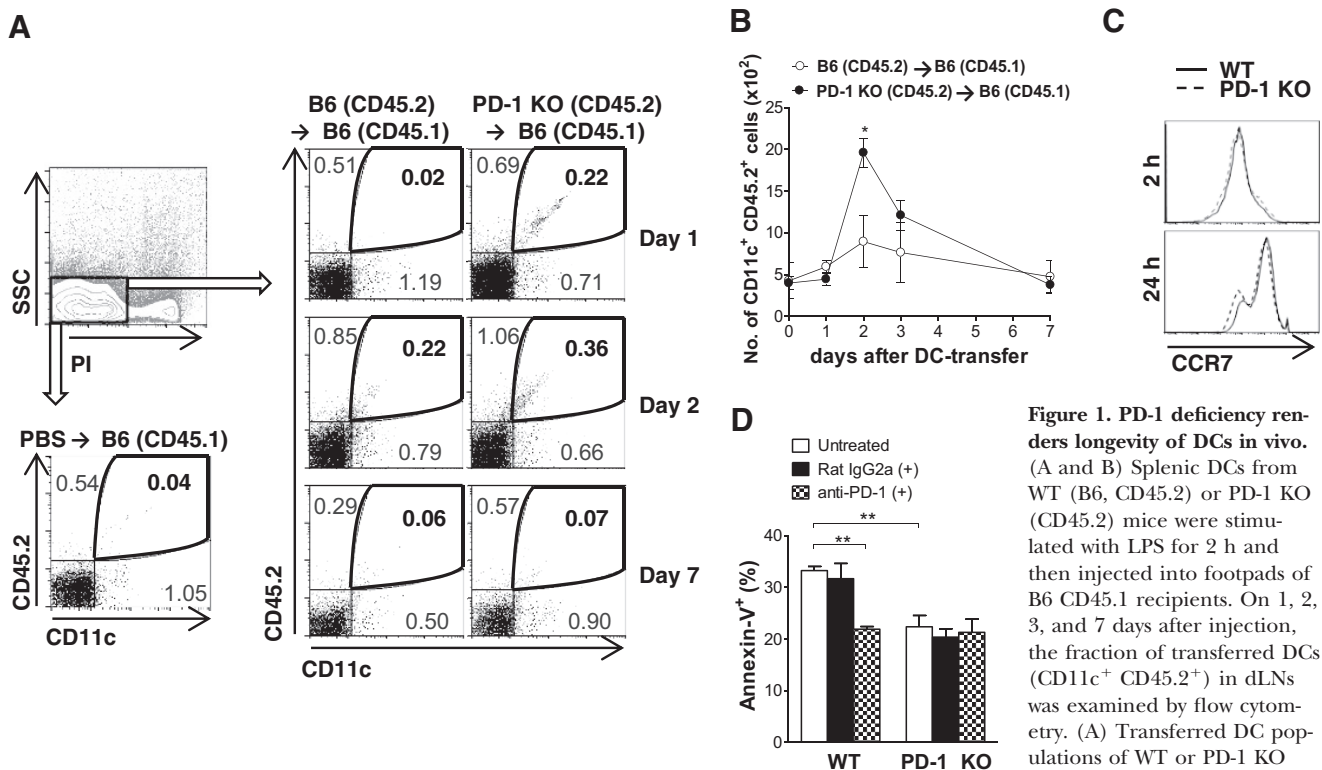 A
B6 (CD45.2)
→ B6 (CD45.1)
PD-1 KO (CD45.2)
→ B6 (CD45.1)
SSC
PI
0.51
0.02
1.19
0.69
0.22
0.71
Day 1
0.85
0.22
0.79
1.06
0.36
0.66
Day 2
0.29
0.06
0.50
0.57
0.07
0.90
Day 7
CD45.2
CD11c
PBS → B6 (CD45.1)
0.54
0.04
1.05
CD45.2
CD11c
B
B6 (CD45.2) → B6 (CD45.1)
PD-1 KO (CD45.2) → B6 (CD45.1)
No. of CD11c+ CD45.2+ cells (x10²)
25
20
15
10
5
0
*
0 1 2 3 4 5 6 7
days after DC-transfer
C
WT
PD-1 KO
2 h
24 h
CCR7
D
Untreated
Rat IgG2a (+)
anti-PD-1 (+)
**
**
Annexin-V+ (%)
40
30
20
10
0
WT PD-1 KO
Figure 1. PD-1 deficiency ren-
ders longevity of DCs in vivo.
(A and B) Splenic DCs from
WT (B6, CD45.2) or PD-1 KO
(CD45.2) mice were stimu-
lated with LPS for 2 h and
then injected into footpads of
B6 CD45.1 recipients. On 1, 2,
3, and 7 days after injection,
the fraction of transferred DCs
(CD11c+ CD45.2+) in dLNs
was examined by flow cytom-
etry. (A) Transferred DC pop-
ulations of WT or PD-1 KO